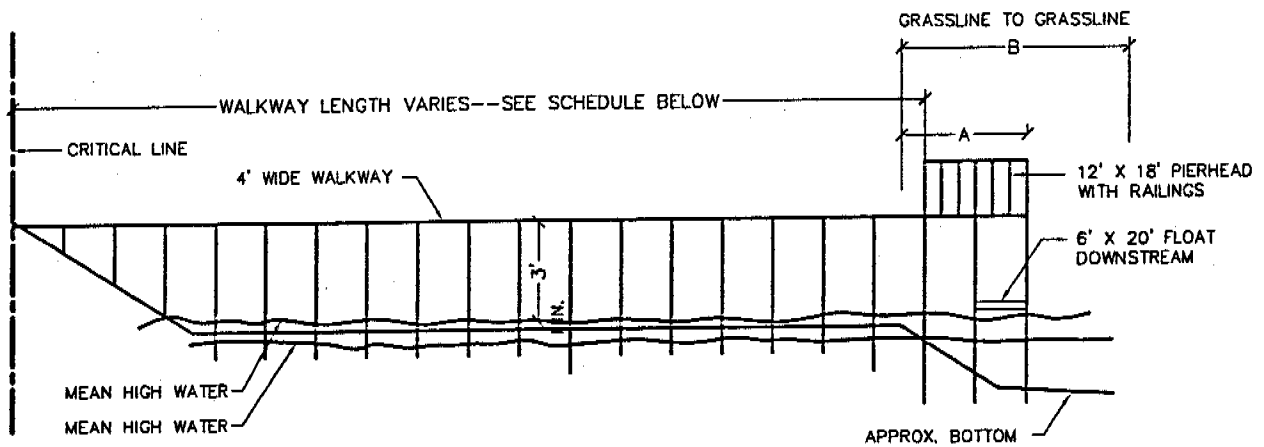 GRASSLINE TO GRASSLINE
B
WALKWAY LENGTH VARIES--SEE SCHEDULE BELOW
A
CRITICAL LINE
4' WIDE WALKWAY
12' X 18' PIERHEAD
WITH RAILINGS
6' X 20' FLOAT
DOWNSTREAM
3'
MIN.
MEAN HIGH WATER
MEAN HIGH WATER
APPROX. BOTTOM